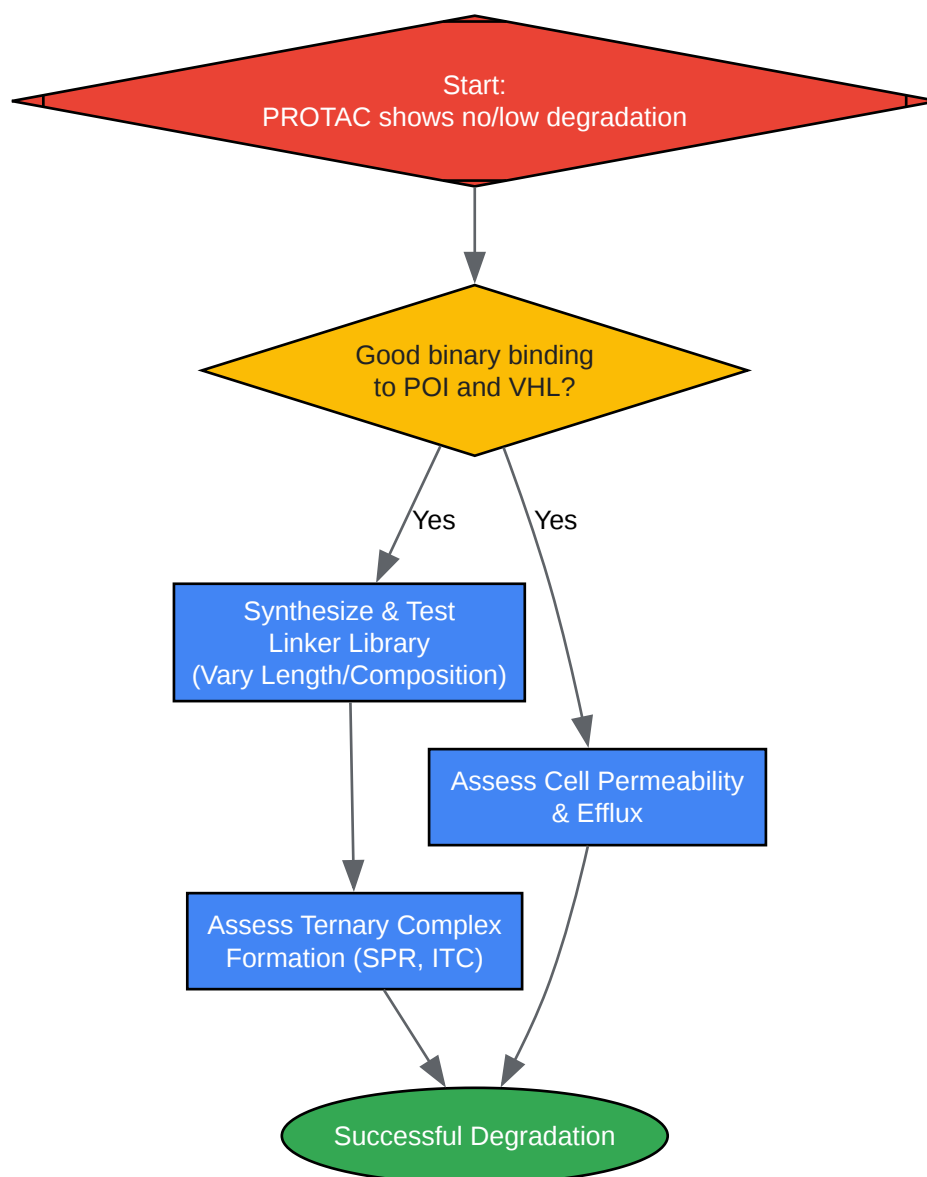 Start:
PROTAC shows no/low degradation
Good binary binding
to POI and VHL?
Yes
Yes
Synthesize & Test
Linker Library
(Vary Length/Composition)
Assess Cell Permeability
& Efflux
Assess Ternary Complex
Formation (SPR, ITC)
Successful Degradation